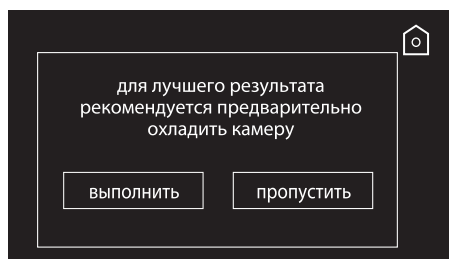 для лучшего результата
рекомендуется предварительно
охладить камеру
выполнить пропустить